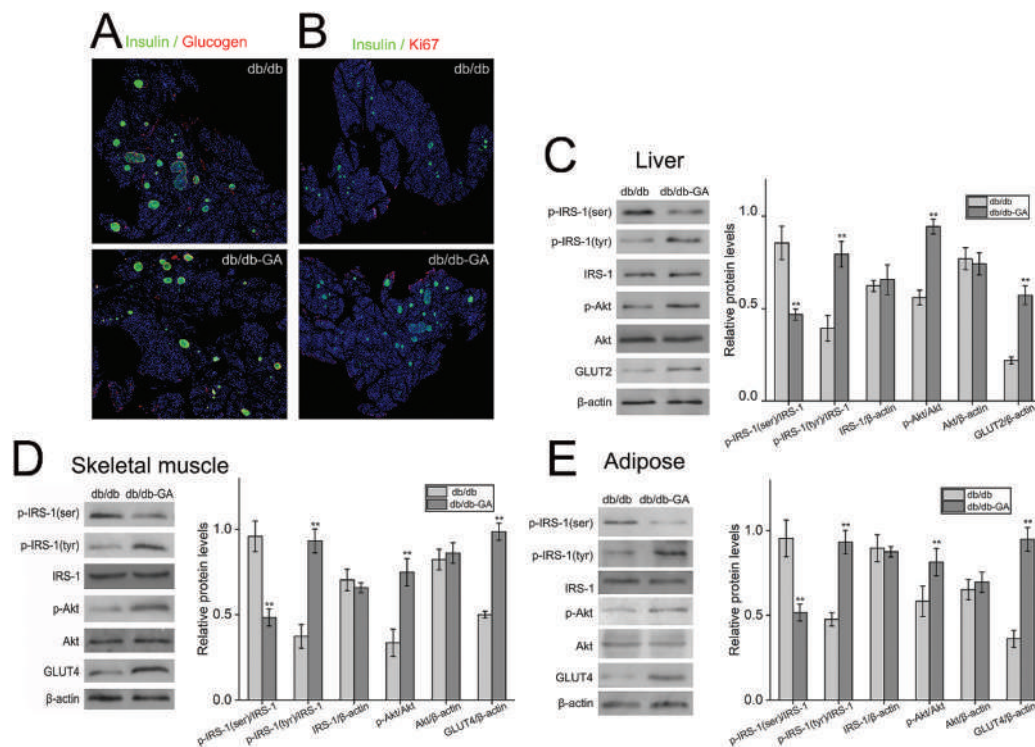 A
Insulin / Glucogen
db/db
db/db-GA
B
Insulin / Ki67
db/db
db/db-GA
C
Liver
db/db db/db-GA
p-IRS-1(ser)
p-IRS-1(tyr)
IRS-1
p-Akt
Akt
GLUT2
β-actin
Relative protein levels
1.0
0.5
0.0
db/db
db/db-GA
**
**
**
**
p-IRS-1(ser)/IRS-1
p-IRS-1(tyr)/IRS-1
IRS-1/β-actin
p-Akt/Akt
Akt/β-actin
GLUT2/β-actin
D
Skeletal muscle
db/db db/db-GA
p-IRS-1(ser)
p-IRS-1(tyr)
IRS-1
p-Akt
Akt
GLUT4
β-actin
Relative protein levels
1.0
0.5
0.0
db/db
db/db-GA
**
**
**
**
p-IRS-1(ser)/IRS-1
p-IRS-1(tyr)/IRS-1
IRS-1/β-actin
p-Akt/Akt
Akt/β-actin
GLUT4/β-actin
E
Adipose
db/db db/db-GA
p-IRS-1(ser)
p-IRS-1(tyr)
IRS-1
p-Akt
Akt
GLUT4
β-actin
Relative protein levels
1.0
0.5
0.0
db/db
db/db-GA
**
**
**
**
p-IRS-1(ser)/IRS-1
p-IRS-1(tyr)/IRS-1
IRS-1/β-actin
p-Akt/Akt
Akt/β-actin
GLUT4/β-actin